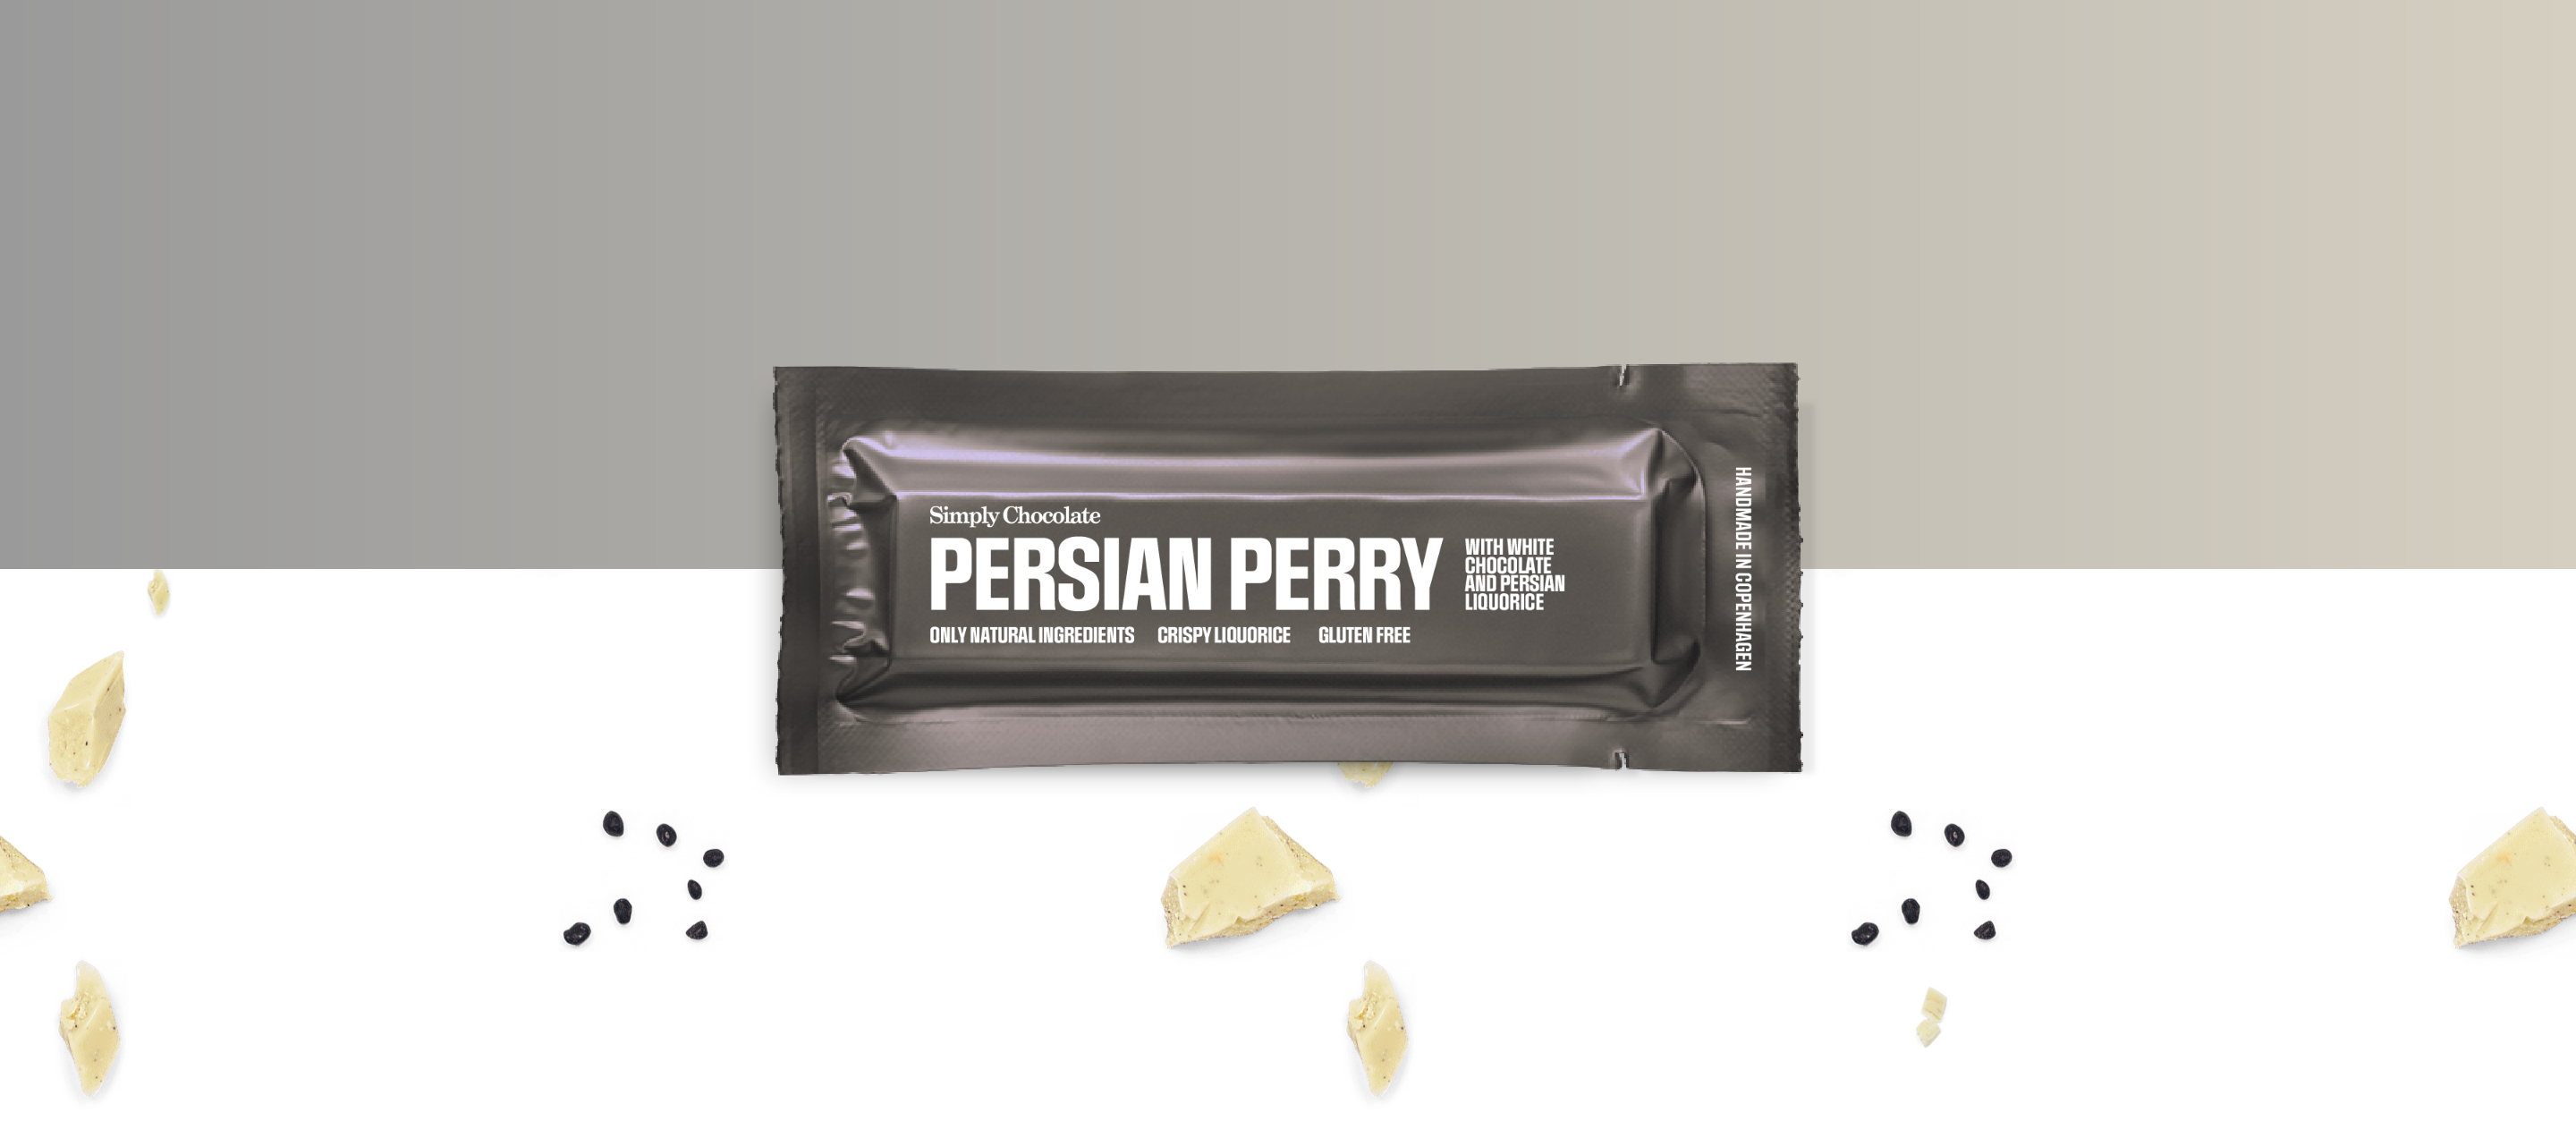 Simply Chocolate
PERSIAN PERRY
WITH WHITE
CHOCOLATE
AND PERSIAN
LIQUORICE
ONLY NATURAL INGREDIENTS CRISPY LIQUORICE GLUTEN FREE
HANDMADE IN COPENHAGEN